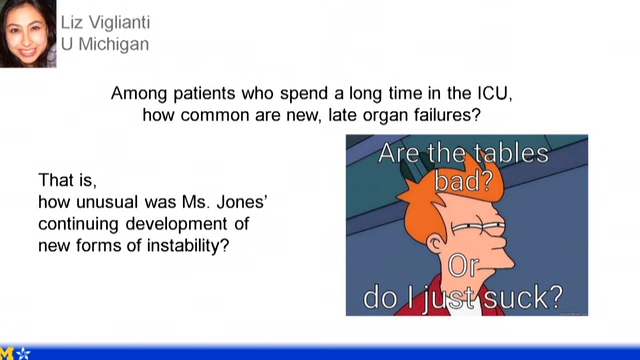 Liz Viglianti
U Michigan
Among patients who spend a long time in the ICU,
how common are new, late organ failures?
That is,
how unusual was Ms. Jones'
continuing development of
new forms of instability?
Are the tables
bad?
Or
do I just suck?
M